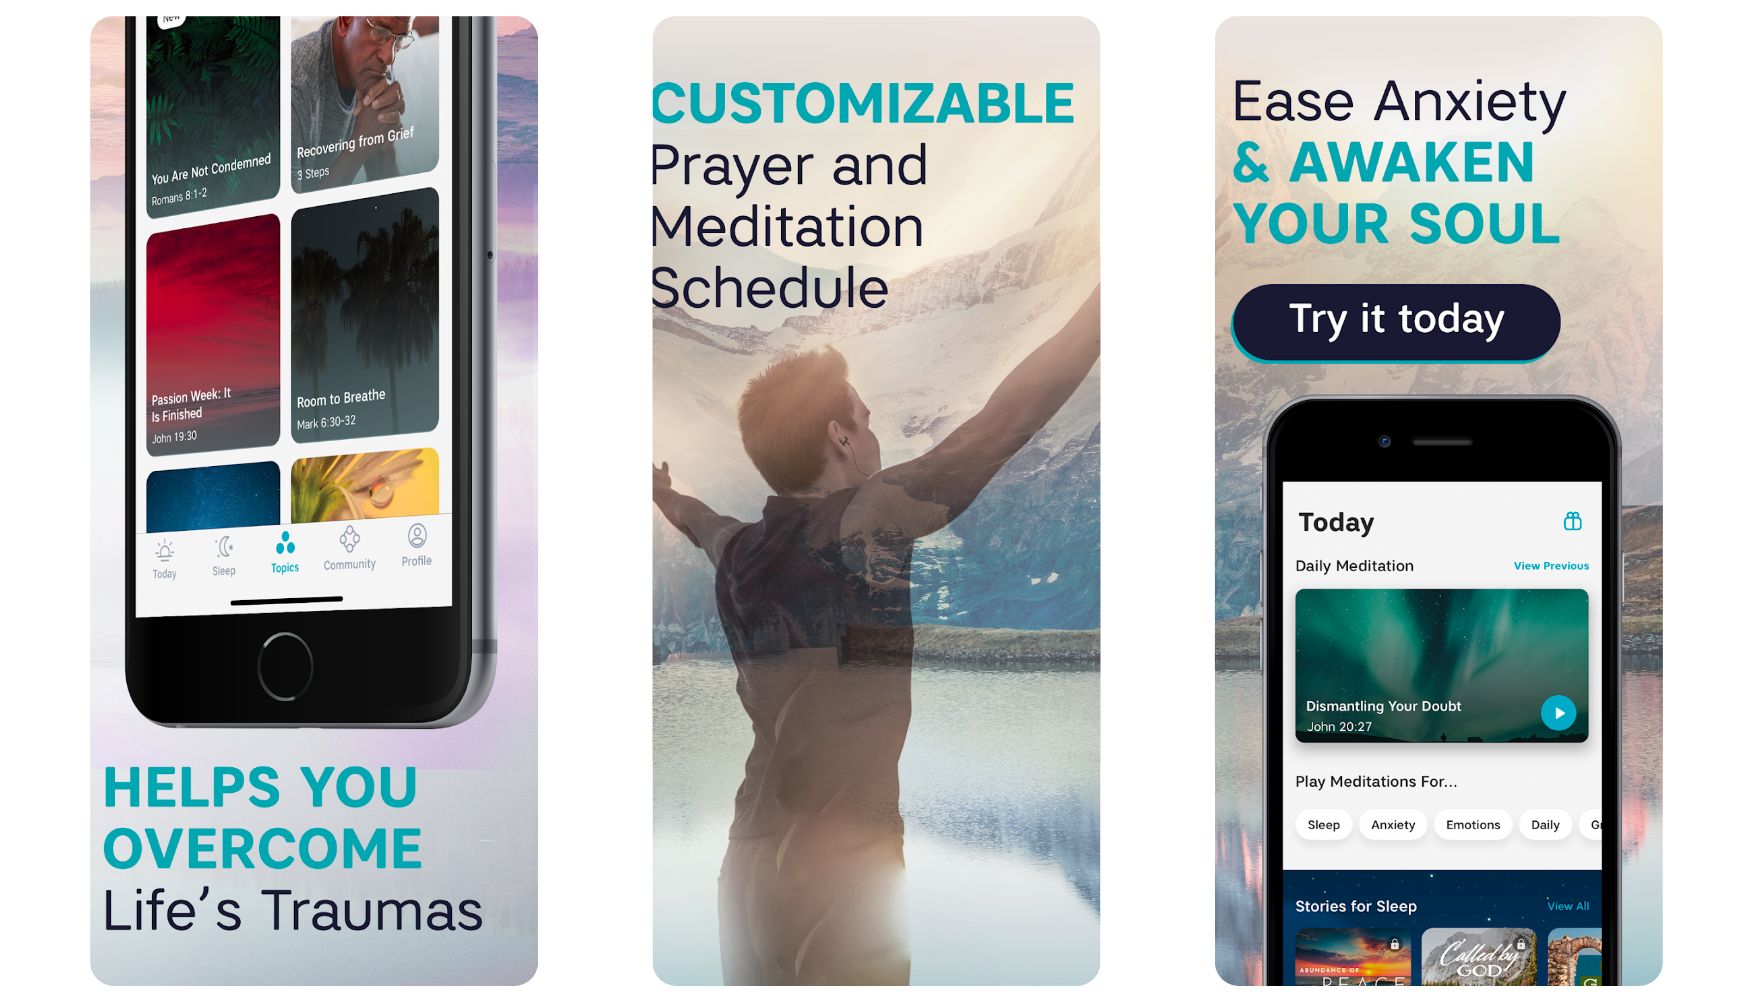 New
You Are Not Condemned
Romans 8:1-2
Recovering from Grief
3 Steps
Passion Week: It
Is Finished
John 19:30
Room to Breathe
Mark 6:30-32
Today
Sleep
Topics
Community
Profile
HELPS YOU
OVERCOME
Life's Traumas
CUSTOMIZABLE
Prayer and
Meditation
Schedule
Ease Anxiety
& AWAKEN
YOUR SOUL
Try it today
Today
Daily Meditation
View Previous
Dismantling Your Doubt
John 20:27
Play Meditations For...
Sleep
Anxiety
Emotions
Daily
Stories for Sleep
View All
ABUNDANCE OF
PEACE
Called by
GOD